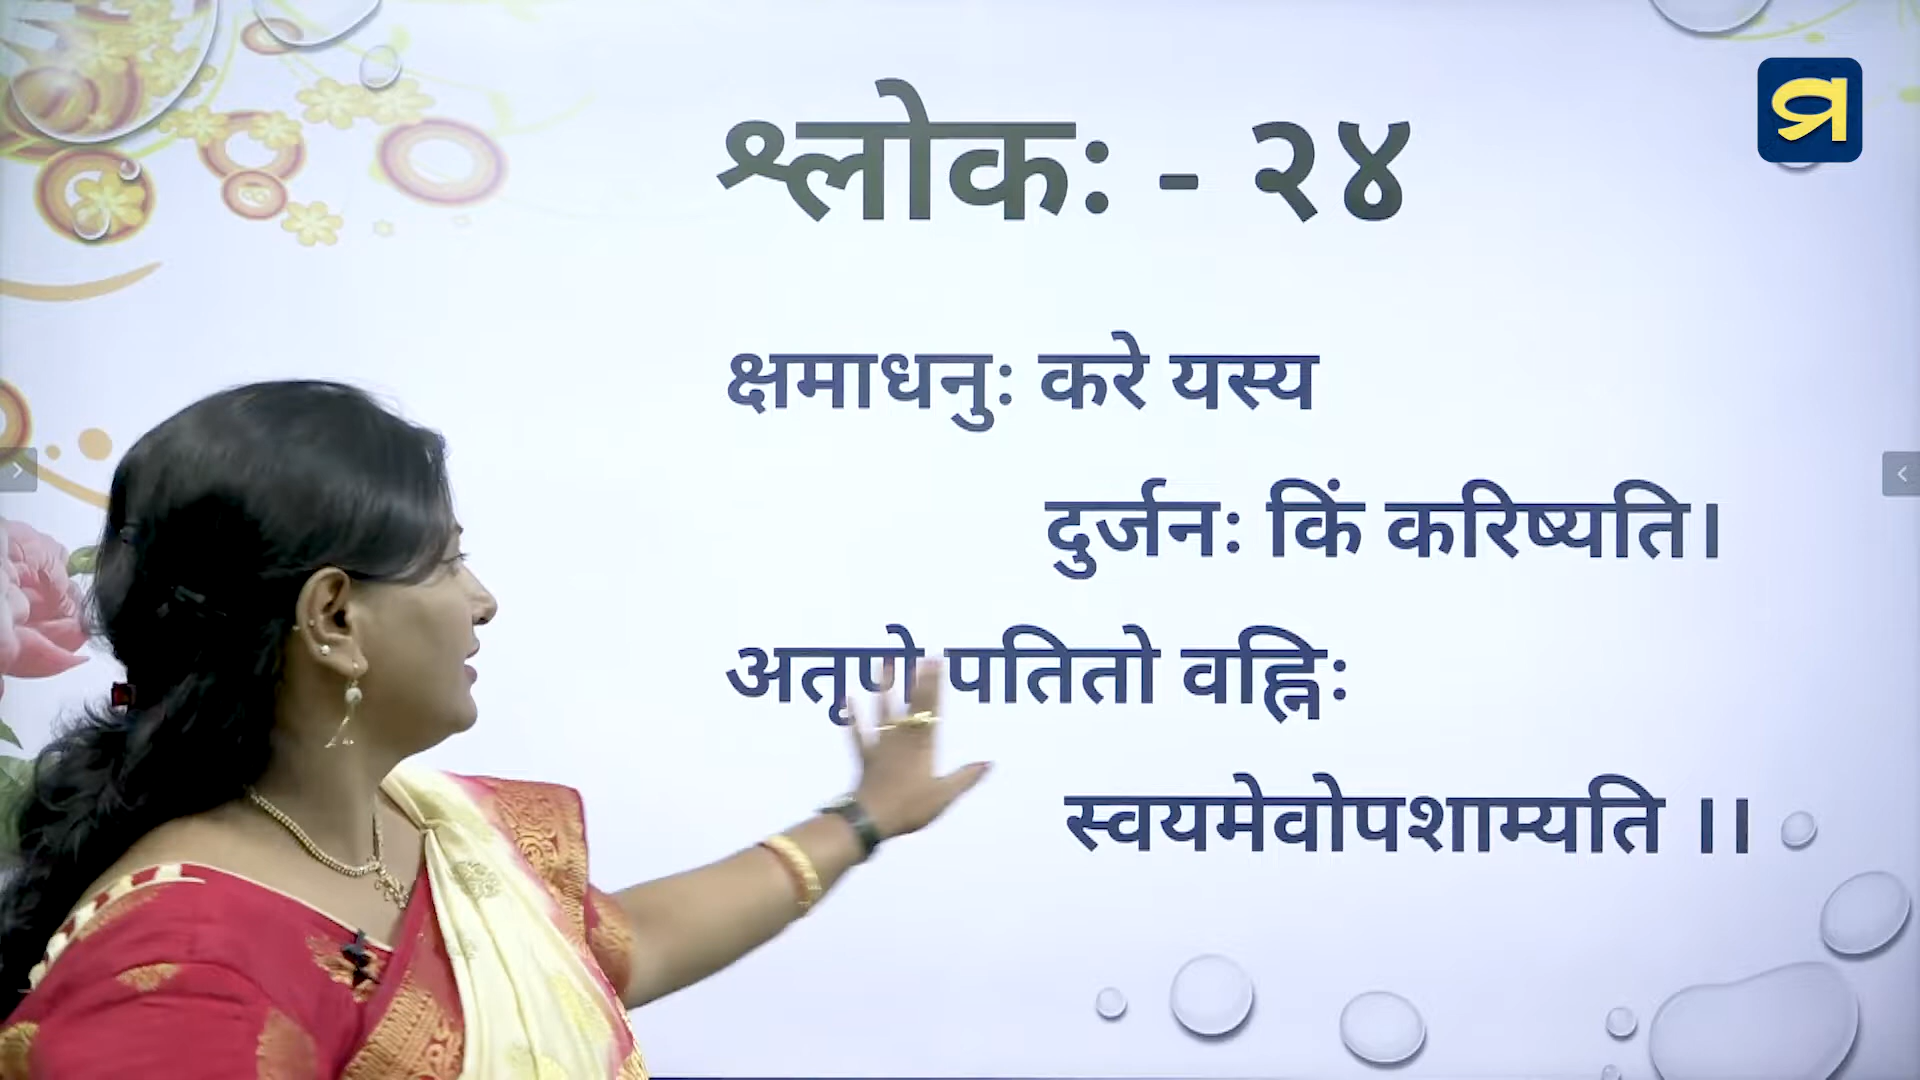 श्लोकः - २४
ପ୍ର
क्षमाधनुः करे यस्य
दुर्जनः किं करिष्यति।
अतृणे पतितो वह्निः
स्वयमेवोपशाम्यति ।।